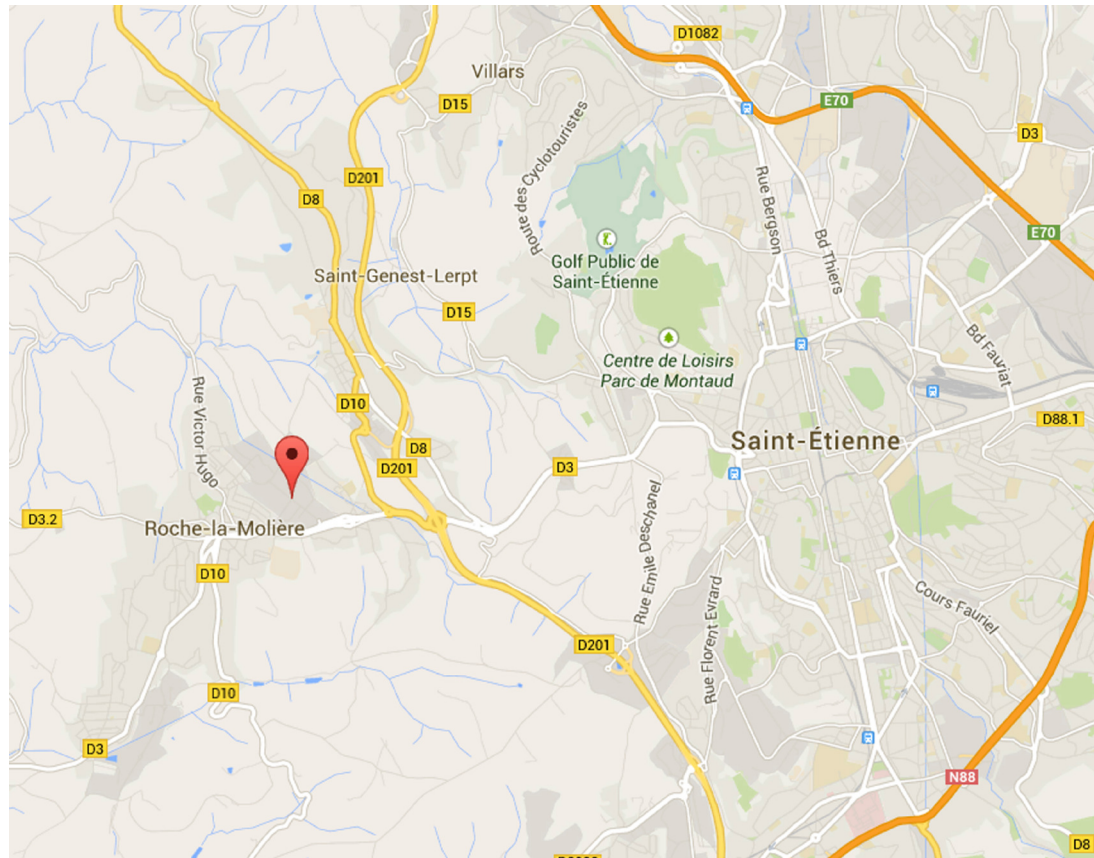 D1082
Villars
E70
D15
D3
Route des Cyclotouristes
Rue Bergson
D201
D8
E70
Bd Thiers
Golf Public de
Saint-Étienne
Saint-Genest-Lerpt
D15
Bd Fauriat
Centre de Loisirs
Parc de Montaud
Rue Victor Hugo
D10
D88.1
Saint-Étienne
D8
D201
D3
D3.2
Roche-la-Molière
Rue Emile Deschanel
D10
Cours Fauriel
Rue Florent Evrard
D201
D10
D3
N88
D8